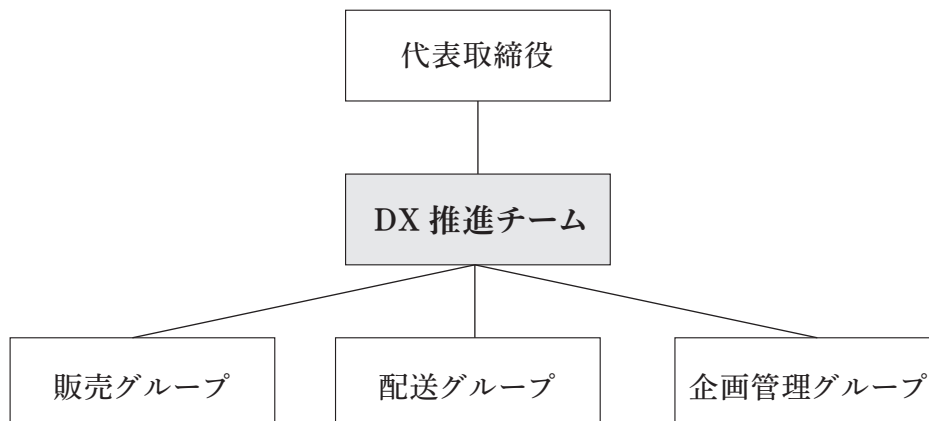 代表取締役
DX 推進チーム
販売グループ
配送グループ
企画管理グループ